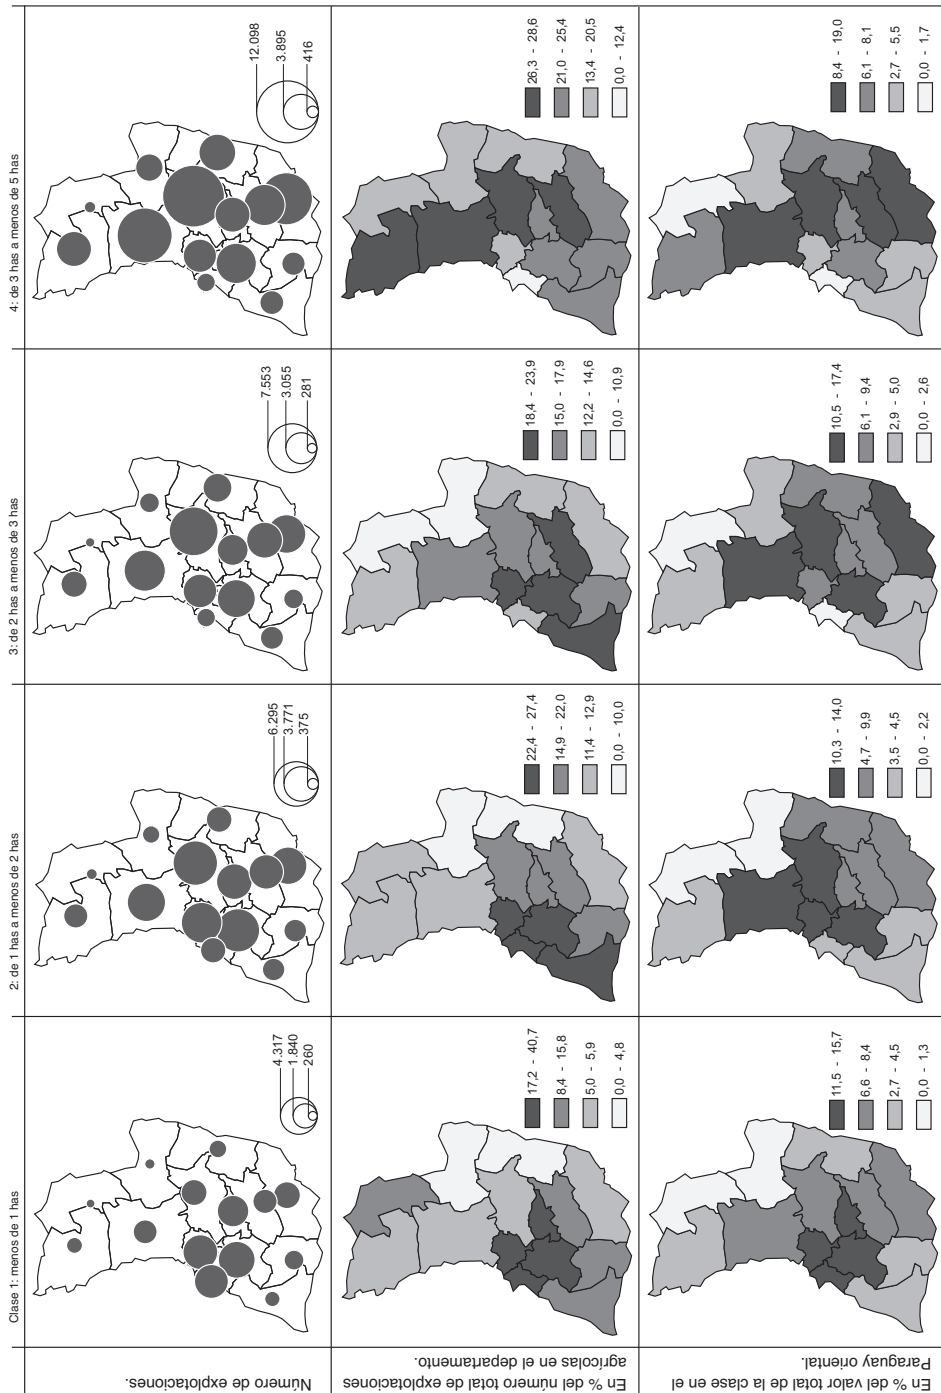 Clase 1: menos de 1 has
2: de 1 has a menos de 2 has
3: de 2 has a menos de 3 has
4: de 3 has a menos de 5 has
Número de explotaciones.
4.317
1.840
260
6.295
3.771
375
7.553
3.055
281
12.098
3.895
416
En % del número total de explotaciones
agrícolas en el departamento.
17,2 - 40,7
8,4 - 15,8
5,0 - 5,9
0,0 - 4,8
22,4 - 27,4
14,9 - 22,0
11,4 - 12,9
0,0 - 10,0
18,4 - 23,9
15,0 - 17,9
12,2 - 14,6
0,0 - 10,9
26,3 - 28,6
21,0 - 25,4
13,4 - 20,5
0,0 - 12,4
En % del valor total de la clase en el
Paraguay oriental.
11,5 - 15,7
6,6 - 8,4
2,7 - 4,5
0,0 - 1,3
10,3 - 14,0
4,7 - 9,9
3,5 - 4,5
0,0 - 2,2
10,5 - 17,4
6,1 - 9,4
2,9 - 5,0
0,0 - 2,6
8,4 - 19,0
6,1 - 8,1
2,7 - 5,5
0,0 - 1,7